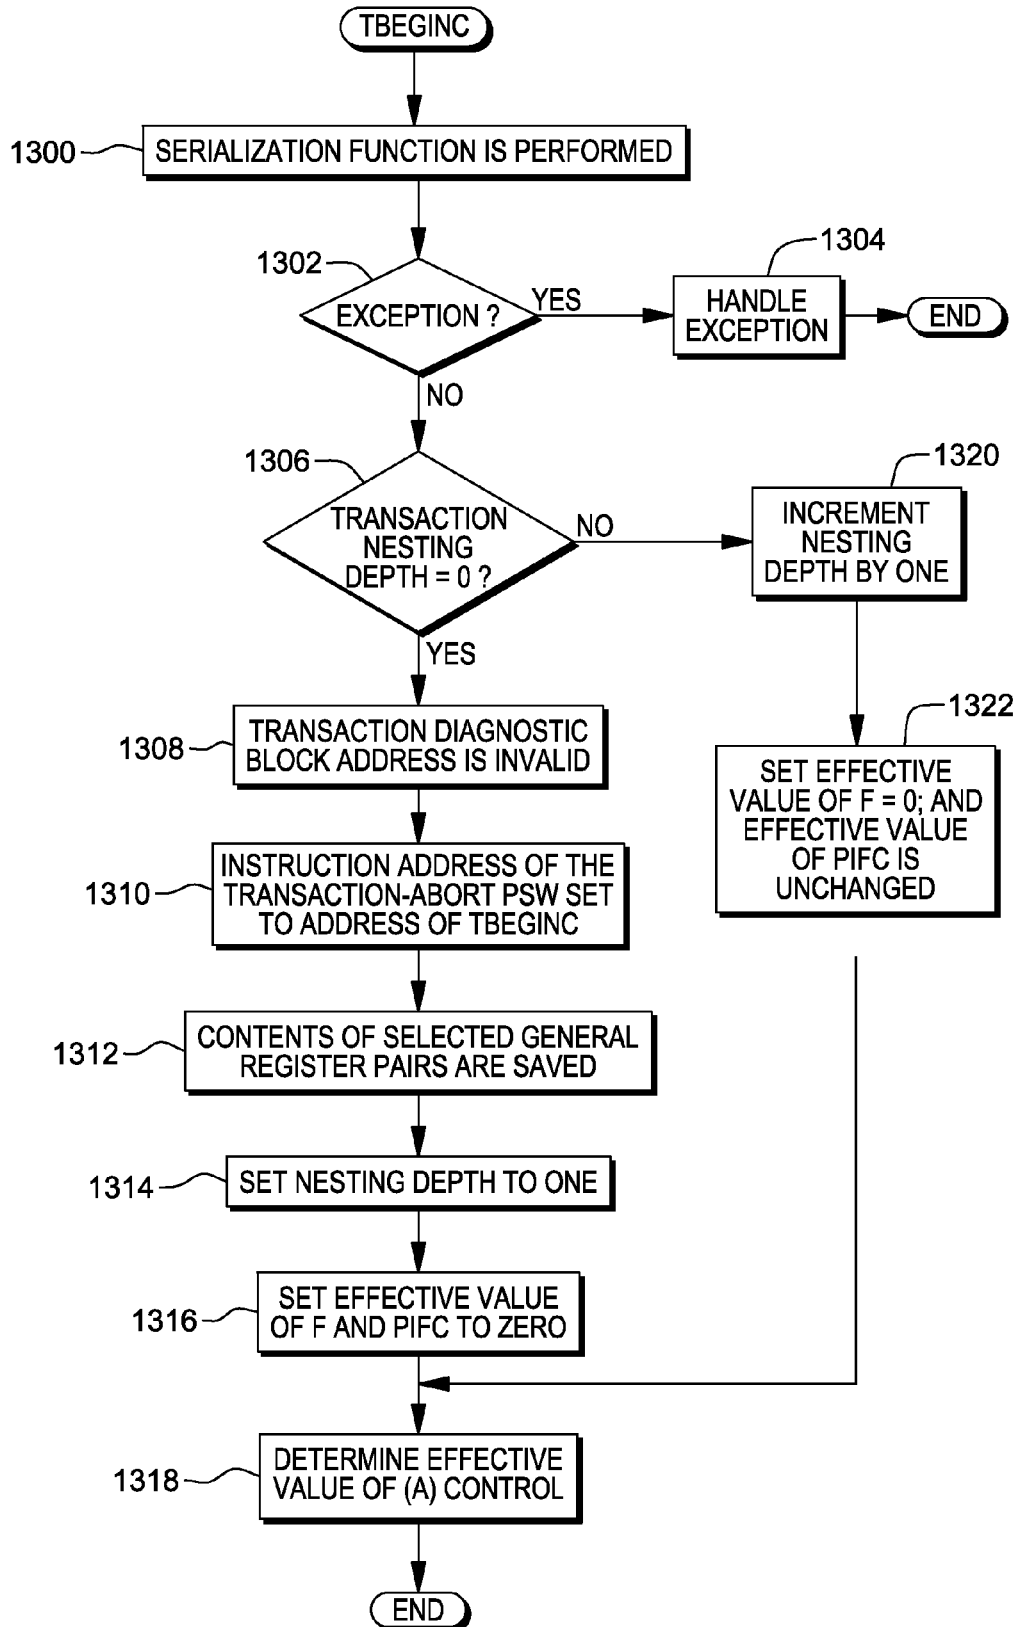 TBEGINC
1300
SERIALIZATION FUNCTION IS PERFORMED
1302
EXCEPTION ?
YES
1304
HANDLE
EXCEPTION
END
NO
1306
TRANSACTION
NESTING
DEPTH = 0 ?
NO
1320
INCREMENT
NESTING
DEPTH BY ONE
YES
1308
TRANSACTION DIAGNOSTIC
BLOCK ADDRESS IS INVALID
1322
SET EFFECTIVE
VALUE OF F = 0; AND
EFFECTIVE VALUE
OF PIFC IS
UNCHANGED
1310
INSTRUCTION ADDRESS OF THE
TRANSACTION-ABORT PSW SET
TO ADDRESS OF TBEGINC
1312
CONTENTS OF SELECTED GENERAL
REGISTER PAIRS ARE SAVED
1314
SET NESTING DEPTH TO ONE
1316
SET EFFECTIVE VALUE
OF F AND PIFC TO ZERO
1318
DETERMINE EFFECTIVE
VALUE OF (A) CONTROL
END